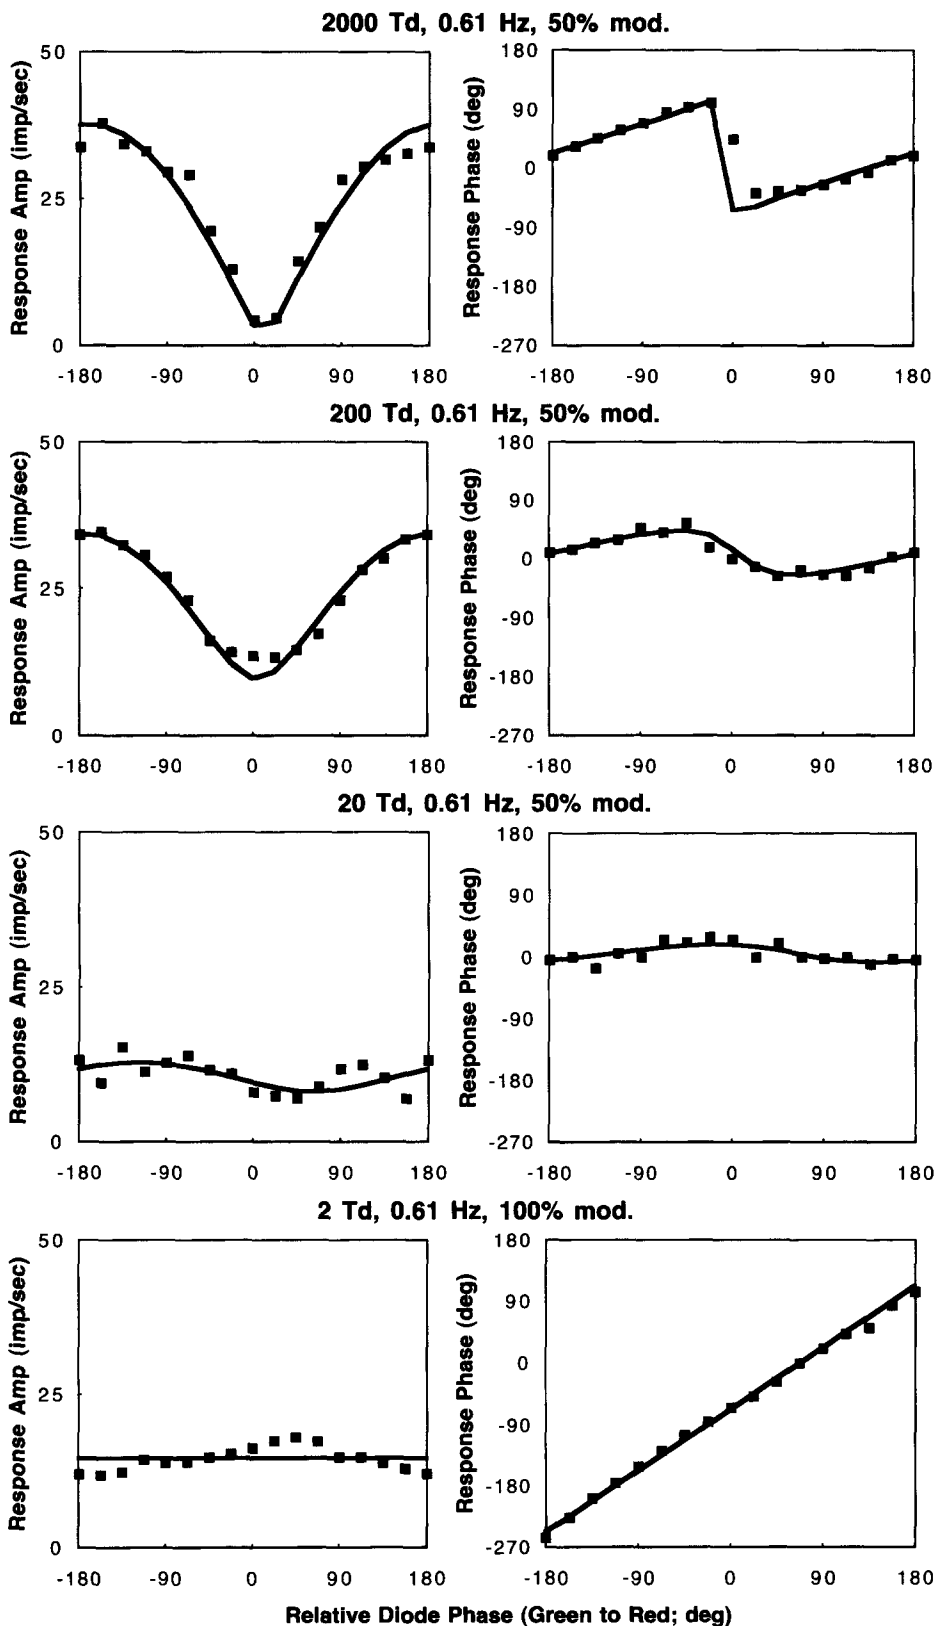 2000 Td, 0.61 Hz, 50% mod.
Response Amp (imp/sec)
50
25
0
-180 -90 0 90 180
Response Phase (deg)
180
90
0
-90
-180
-270
-180 -90 0 90 180
200 Td, 0.61 Hz, 50% mod.
Response Amp (imp/sec)
50
25
0
-180 -90 0 90 180
Response Phase (deg)
180
90
0
-90
-180
-270
-180 -90 0 90 180
20 Td, 0.61 Hz, 50% mod.
Response Amp (imp/sec)
50
25
0
-180 -90 0 90 180
Response Phase (deg)
180
90
0
-90
-180
-270
-180 -90 0 90 180
2 Td, 0.61 Hz, 100% mod.
Response Amp (imp/sec)
50
25
0
-180 -90 0 90 180
Response Phase (deg)
180
90
0
-90
-180
-270
-180 -90 0 90 180
Relative Diode Phase (Green to Red; deg)